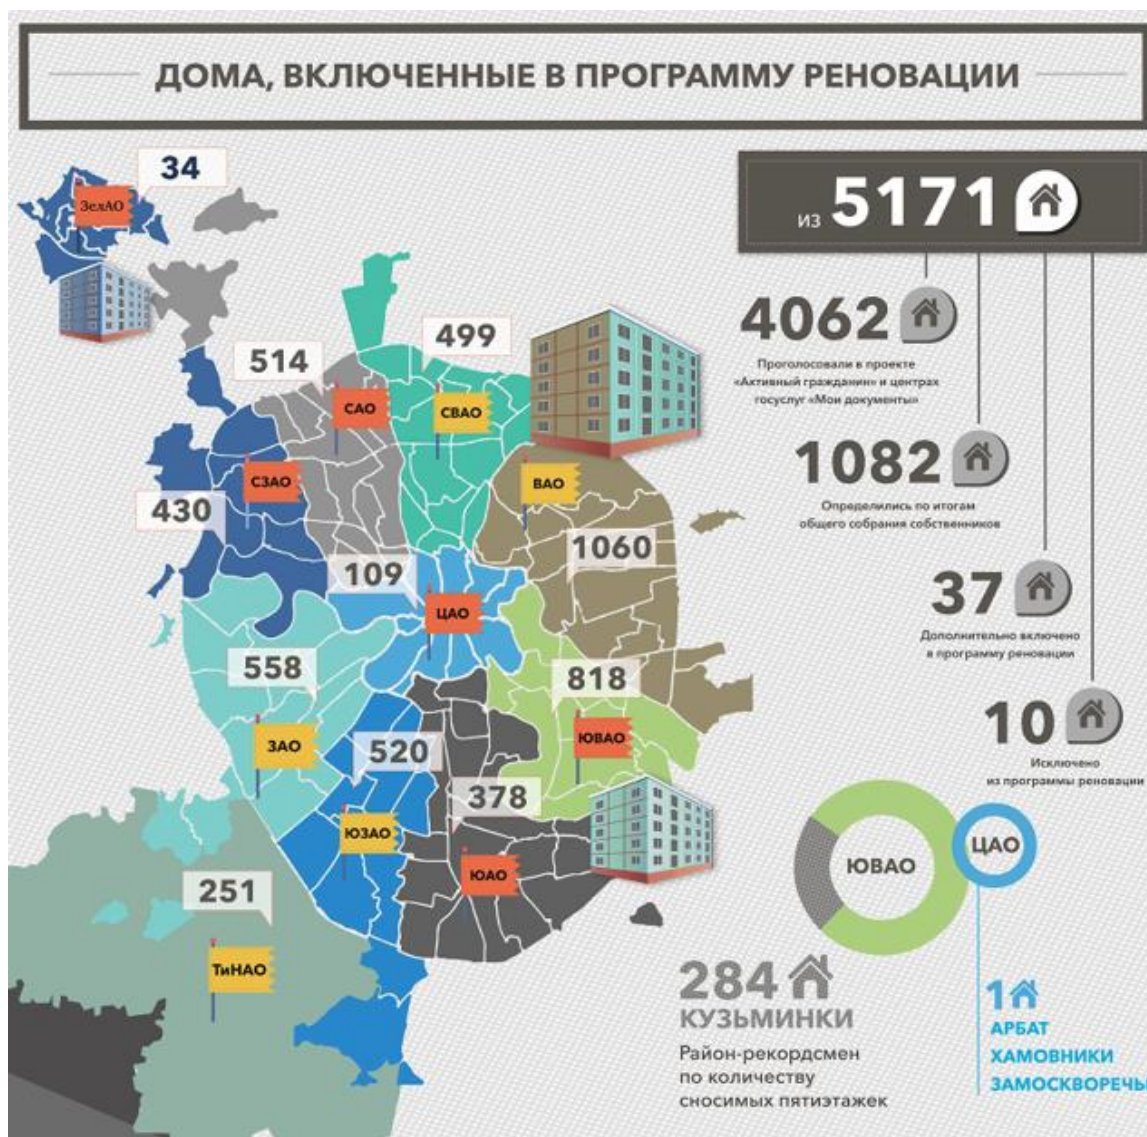 ДОМА, ВКЛЮЧЕННЫЕ В ПРОГРАММУ РЕНОВАЦИИ
34
ЗелАО
из 5171
4062
Проголосовали в проекте
«Активный гражданин» и центрах
госуслуг «Мои документы»
499
514
САО
СВАО
1082
Определились по итогам
общего собрания собственников
СЗАО
ВАО
430
1060
109
ЦАО
37
Дополнительно включено
в программу реновации
558
818
10
Исключено
из программы реновации
ЗАО
520
ЮВАО
378
ЮЗАО
ЮАО
251
ТиНАО
ЮВАО
ЦАО
284
КУЗЬМИНКИ
Район-рекордсмен
по количеству
сносимых пятиэтажек
1
АРБАТ
ХАМОВНИКИ
ЗАМОСКВОРЕЧЬ